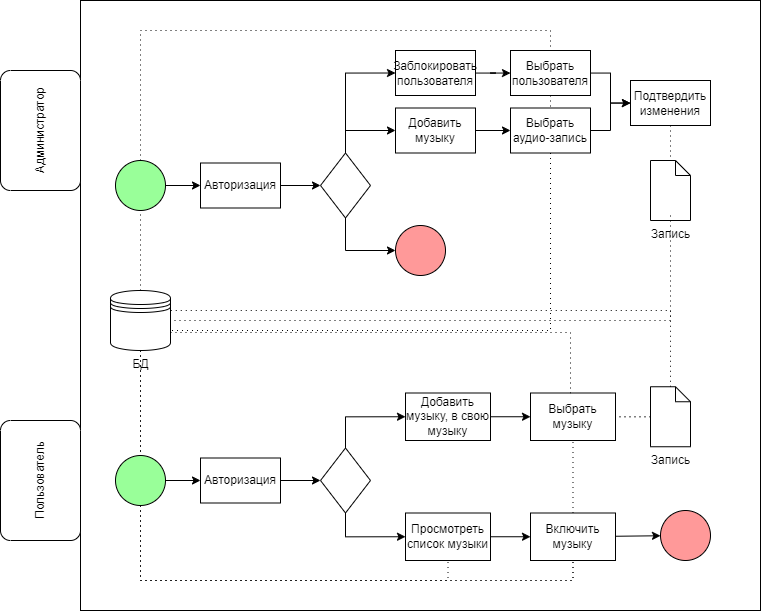 Администратор
Заблокировать
пользователя
Выбрать
пользователя
Подтвердить
изменения
Добавить
музыку
Выбрать
аудио-запись
Авторизация
Запись
БД
Пользователь
Добавить
музыку, в свою
музыку
Выбрать
музыку
Запись
Авторизация
Просмотреть
список музыки
Включить
музыку